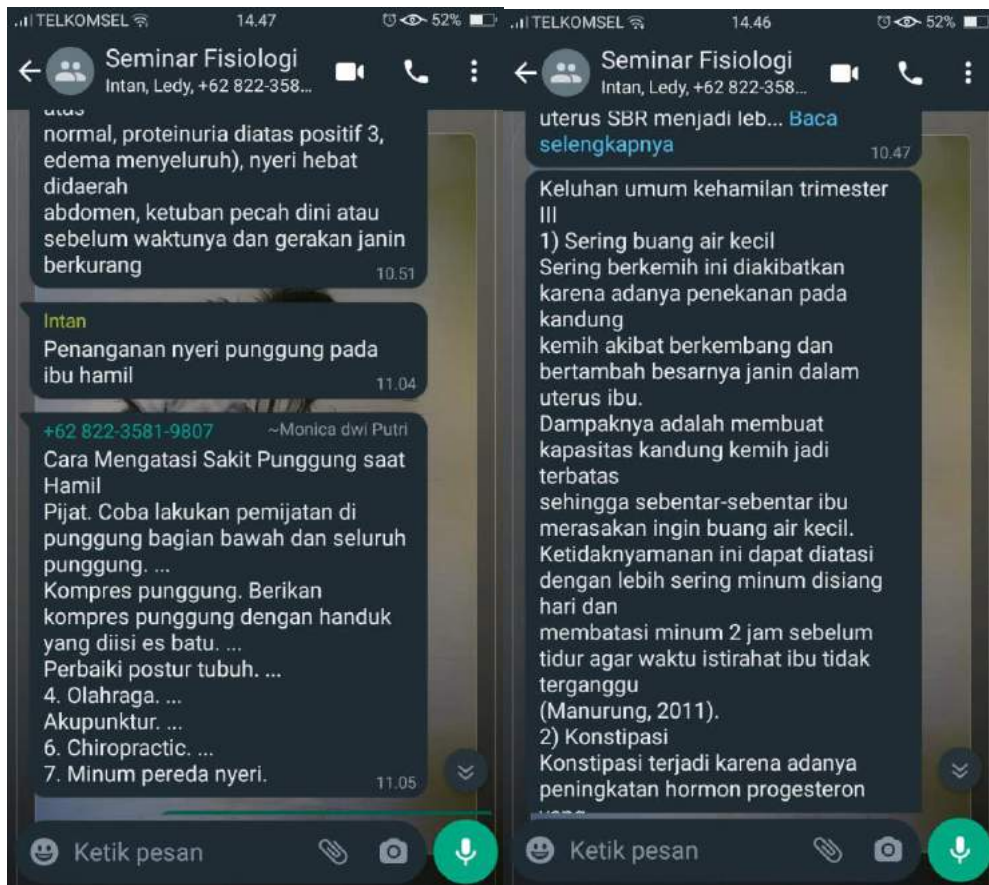 TELKOMSEL 14.47 52%
Seminar Fisiologi
Intan, Ledy, +62 822-358...
atas
normal, proteinuria diatas positif 3,
edema menyeluruh), nyeri hebat
didaerah
abdomen, ketuban pecah dini atau
sebelum waktunya dan gerakan janin
berkurang
10.51
Intan
Penanganan nyeri punggung pada
ibu hamil
11.04
+62 822-3581-9807 ~Monica dwi Putri
Cara Mengatasi Sakit Punggung saat
Hamil
Pijat. Coba lakukan pemijatan di
punggung bagian bawah dan seluruh
punggung. ...
Kompres punggung. Berikan
kompres punggung dengan handuk
yang diisi es batu. ...
Perbaiki postur tubuh. ...
4. Olahraga. ...
Akupunktur. ...
6. Chiropractic. ...
7. Minum pereda nyeri.
11.05
Ketik pesan
TELKOMSEL 14.46 52%
Seminar Fisiologi
Intan, Ledy, +62 822-358...
uterus SBR menjadi leb... Baca
selengkapnya
10.47
Keluhan umum kehamilan trimester
III
1) Sering buang air kecil
Sering berkemih ini diakibatkan
karena adanya penekanan pada
kandung
kemih akibat berkembang dan
bertambah besarnya janin dalam
uterus ibu.
Dampaknya adalah membuat
kapasitas kandung kemih jadi
terbatas
sehingga sebentar-sebentar ibu
merasakan ingin buang air kecil.
Ketidaknyamanan ini dapat diatasi
dengan lebih sering minum disiang
hari dan
membatasi minum 2 jam sebelum
tidur agar waktu istirahat ibu tidak
terganggu
(Manurung, 2011).
2) Konstipasi
Konstipasi terjadi karena adanya
peningkatan hormon progesteron
Ketik pesan